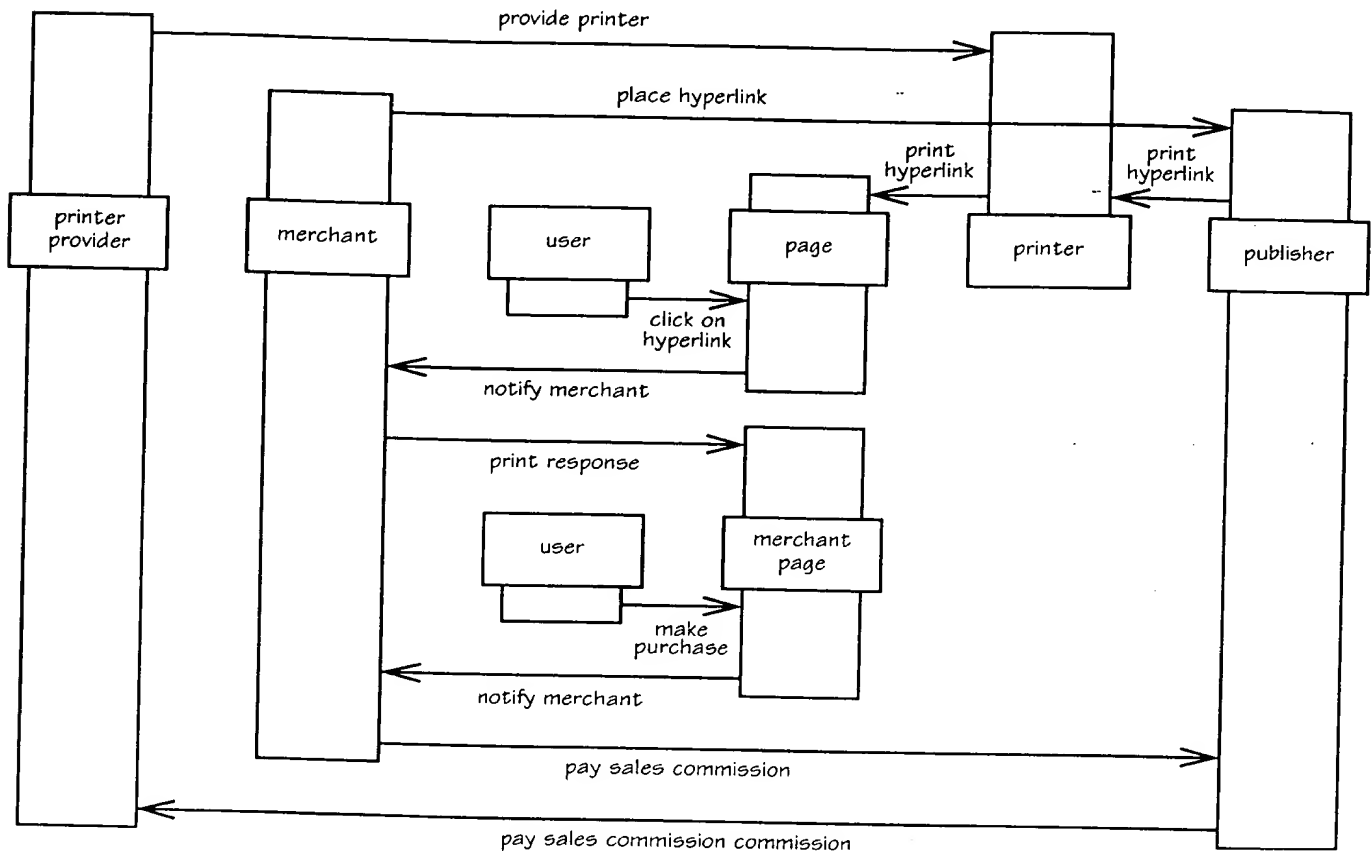 provide printer
place hyperlink
print
hyperlink
print
hyperlink
printer
provider
merchant
user
page
printer
publisher
click on
hyperlink
notify merchant
print response
user
merchant
page
make
purchase
notify merchant
pay sales commission
pay sales commission commission